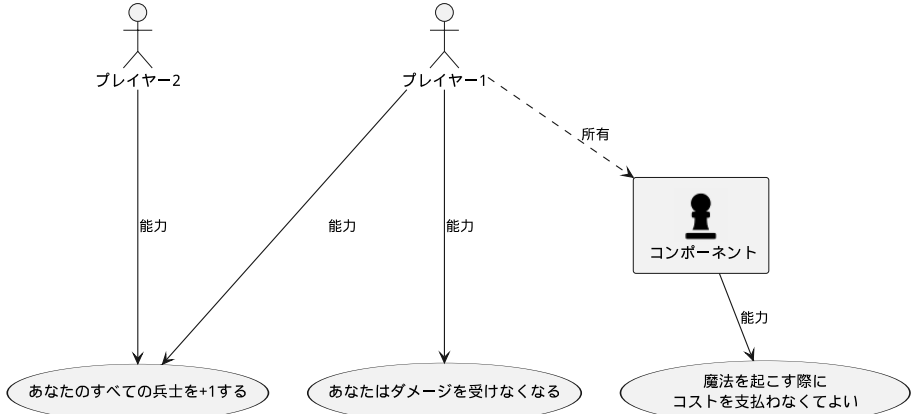 プレイヤー2
プレイヤー1
所有
能力
能力
能力
コンポーネント
能力
あなたのすべての兵士を+1する
あなたはダメージを受けなくなる
魔法を起こす際に
コストを支払わなくてよい